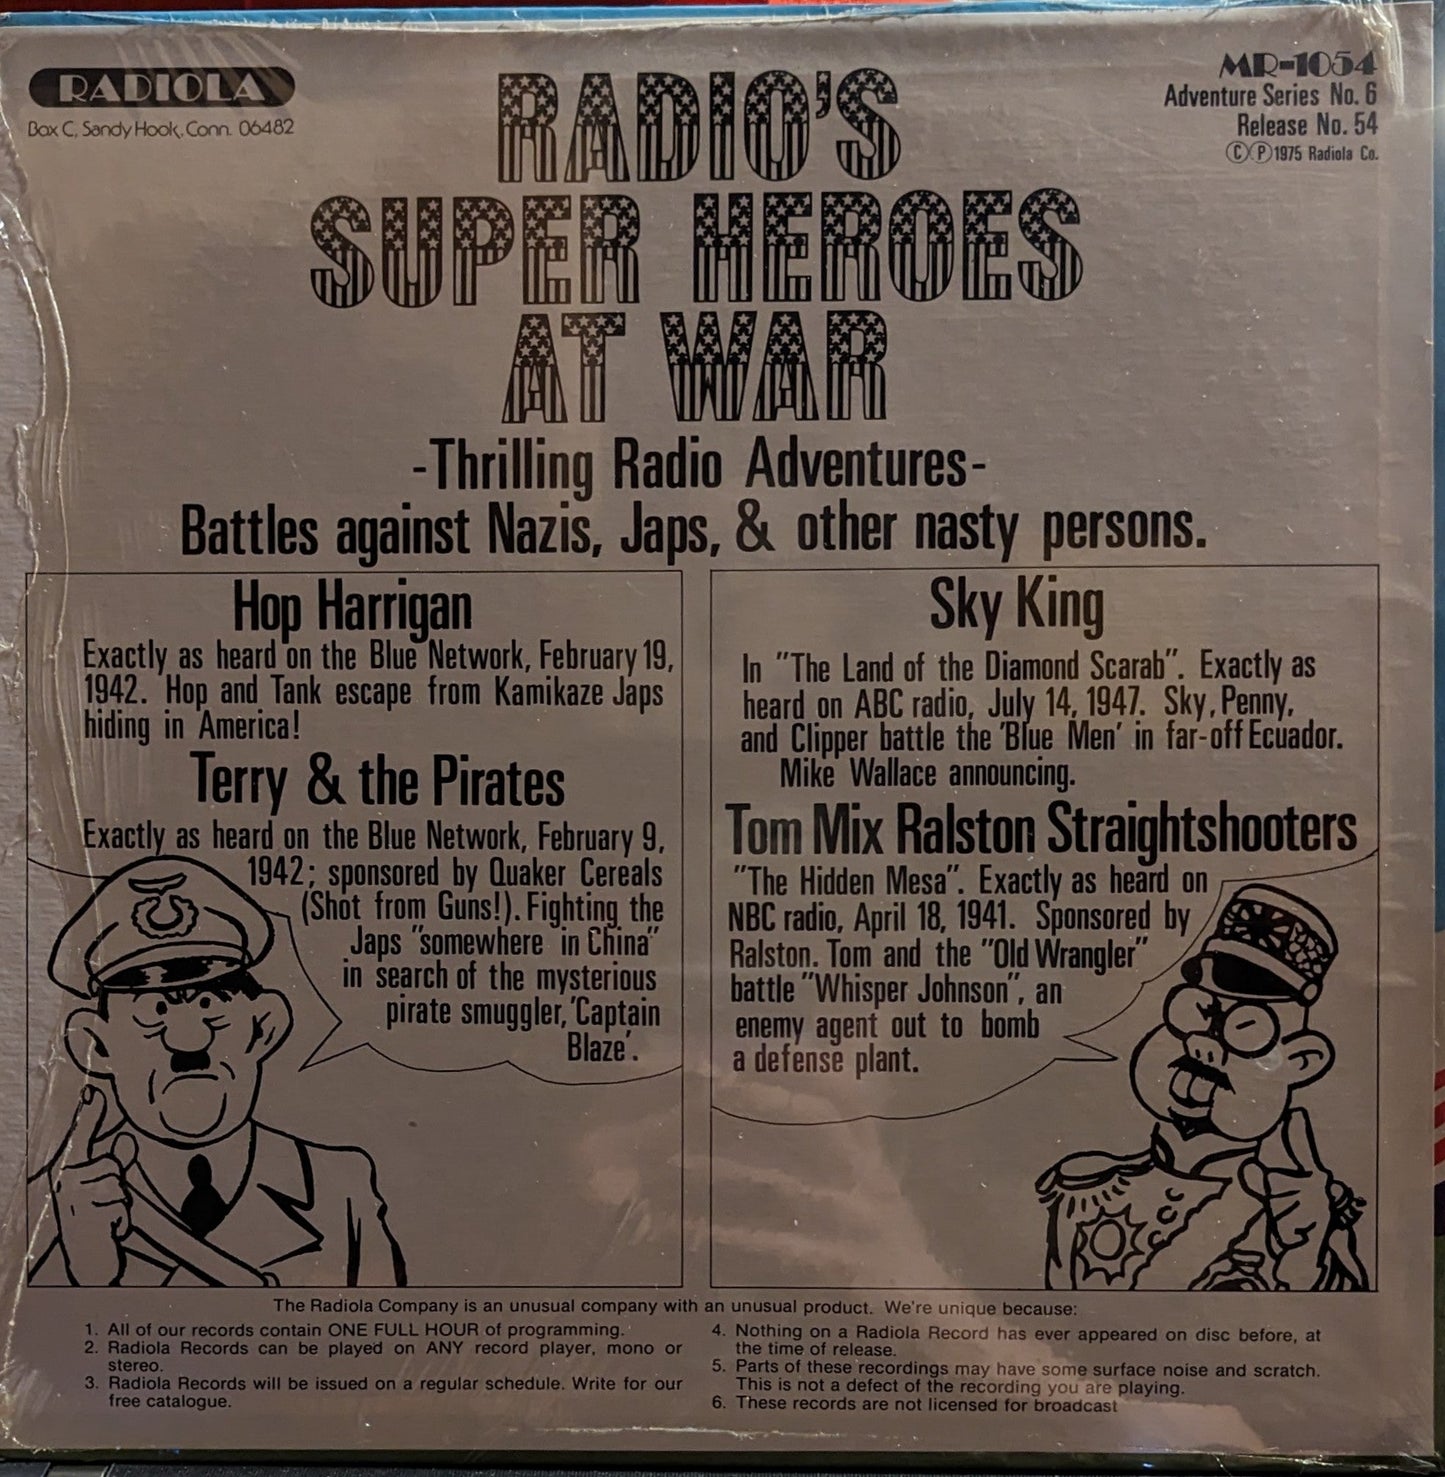 RADIOLA
Box C, Sandy Hook, Conn. 06482
MR-1054
Adventure Series No. 6
Release No. 54
©℗1975 Radiola Co.
RADIO'S
SUPER HEROES
AT WAR
-Thrilling Radio Adventures-
Battles against Nazis, Japs, & other nasty persons.
Hop Harrigan
Exactly as heard on the Blue Network, February 19,
1942. Hop and Tank escape from Kamikaze Japs
hiding in America!
Terry & the Pirates
Exactly as heard on the Blue Network, February 9,
1942; sponsored by Quaker Cereals
(Shot from Guns!). Fighting the
Japs "somewhere in China"
in search of the mysterious
pirate smuggler, 'Captain
Blaze'.
Sky King
In "The Land of the Diamond Scarab". Exactly as
heard on ABC radio, July 14, 1947. Sky, Penny,
and Clipper battle the 'Blue Men' in far-off Ecuador.
Mike Wallace announcing.
Tom Mix Ralston Straightshooters
"The Hidden Mesa". Exactly as heard on
NBC radio, April 18, 1941. Sponsored by
Ralston. Tom and the "Old Wrangler"
battle "Whisper Johnson", an
enemy agent out to bomb
a defense plant.
The Radiola Company is an unusual company with an unusual product. We're unique because:
1. All of our records contain ONE FULL HOUR of programming.
2. Radiola Records can be played on ANY record player, mono or
stereo.
3. Radiola Records will be issued on a regular schedule. Write for our
free catalogue.
4. Nothing on a Radiola Record has ever appeared on disc before, at
the time of release.
5. Parts of these recordings may have some surface noise and scratch.
This is not a defect of the recording you are playing.
6. These records are not licensed for broadcast